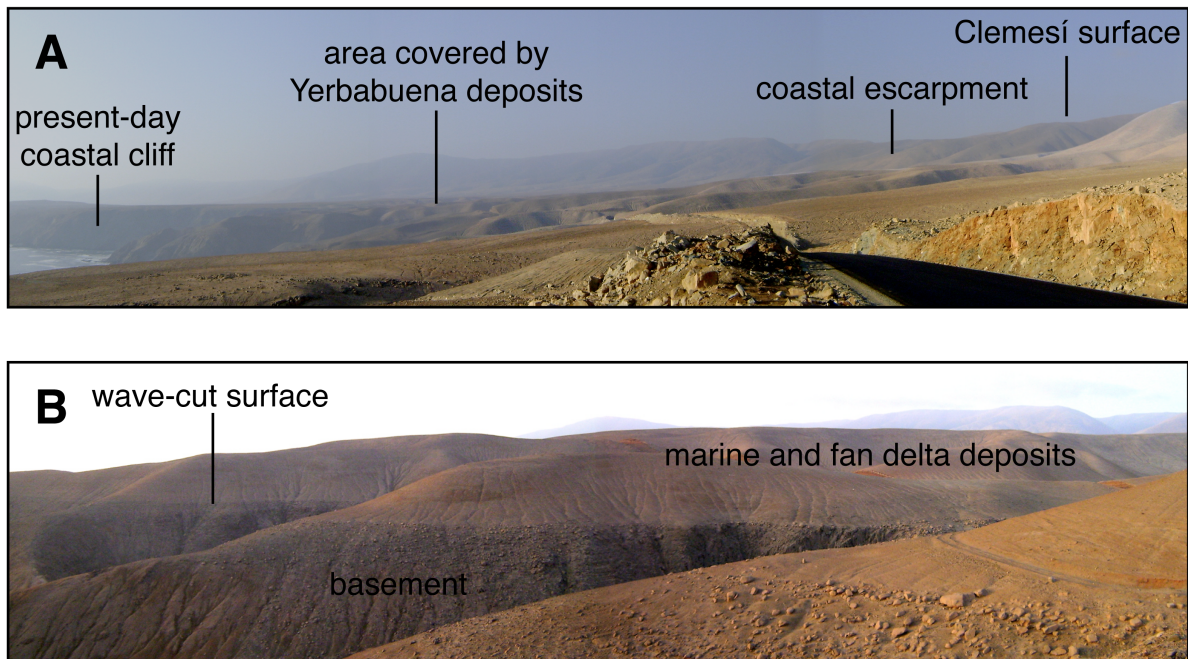 A
present-day
coastal cliff
area covered by
Yerbabuena deposits
coastal escarpment
Clemesí surface
B
wave-cut surface
marine and fan delta deposits
basement